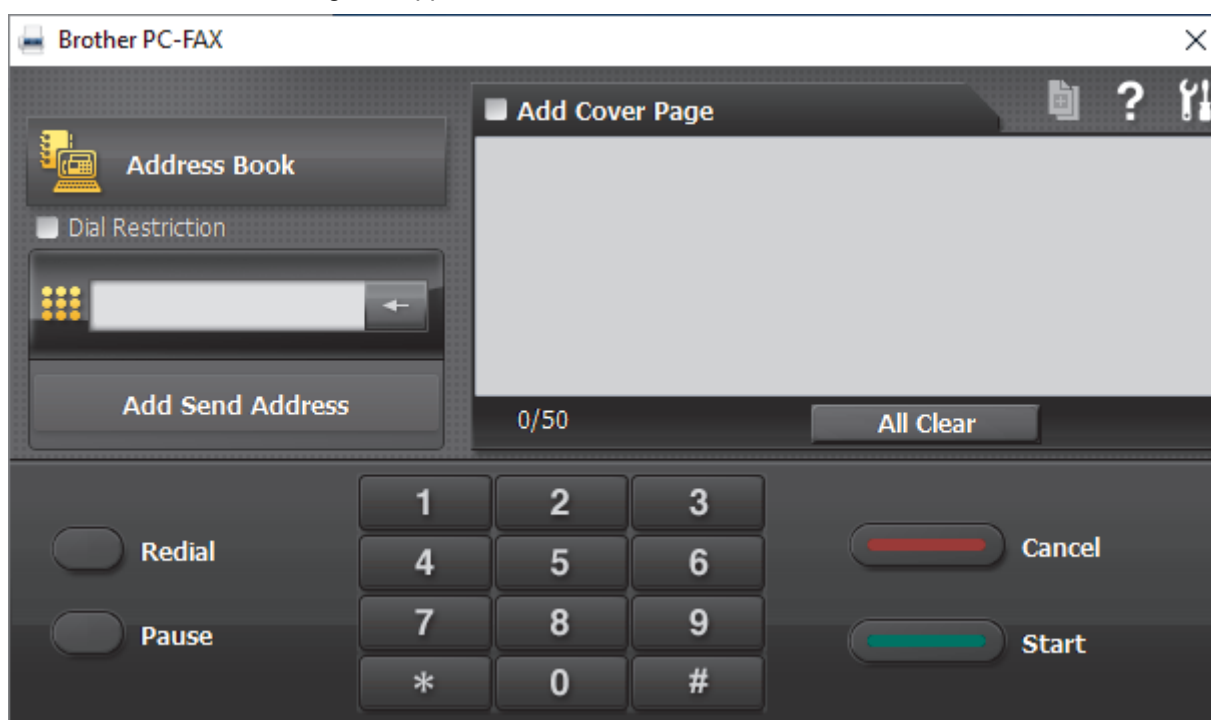 Brother PC-FAX
Add Cover Page
?
Address Book
Dial Restriction
Add Send Address
0/50
All Clear
1 2 3
4 5 6
7 8 9
* 0 #
Redial
Pause
Cancel
Start